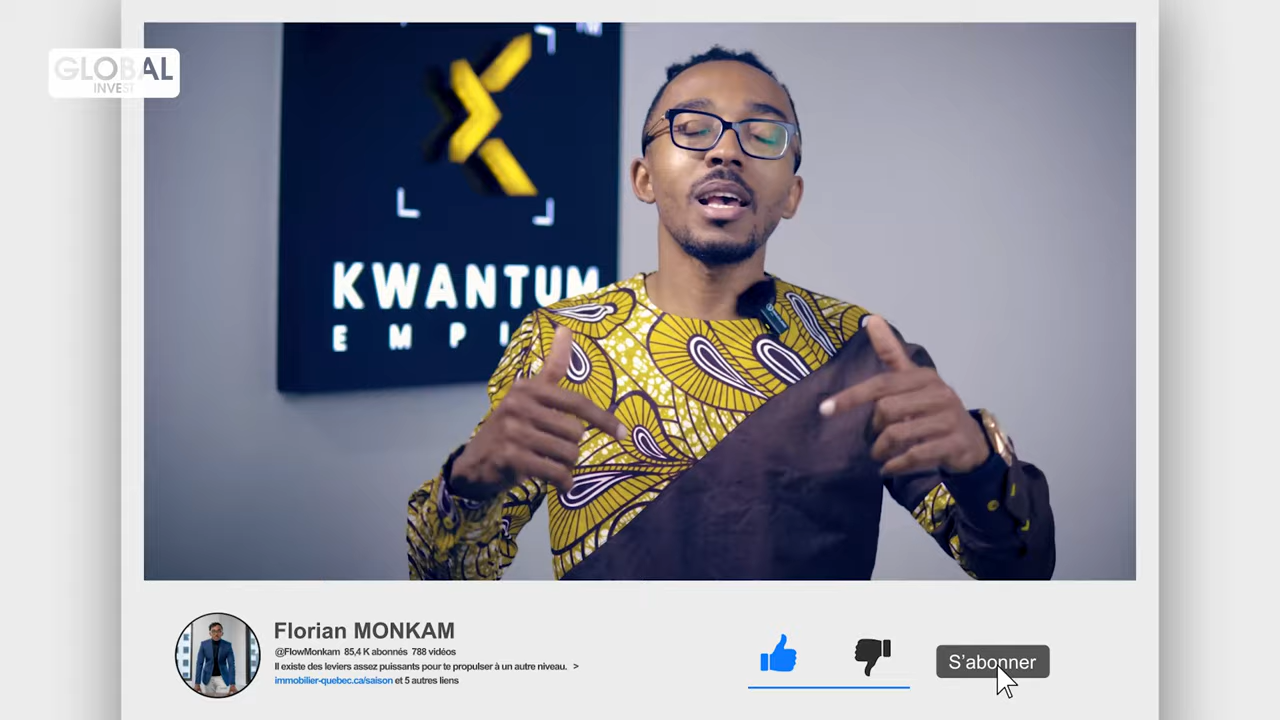 GLOBAL
INVEST
KWANTUM
EMPI
Florian MONKAM
@FlowMonkam 85,4 K abonnés 788 vidéos
Il existe des leviers assez puissants pour te propulser à un autre niveau. >
immobilier-quebec.ca/saison et 5 autres liens
S'abonner